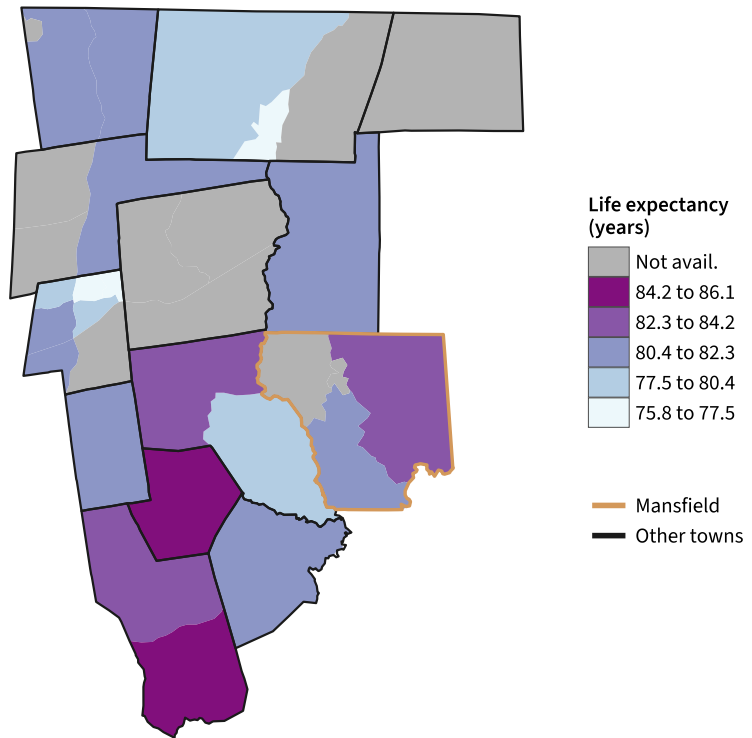 Life expectancy
(years)
Not avail.
84.2 to 86.1
82.3 to 84.2
80.4 to 82.3
77.5 to 80.4
75.8 to 77.5
Mansfield
Other towns